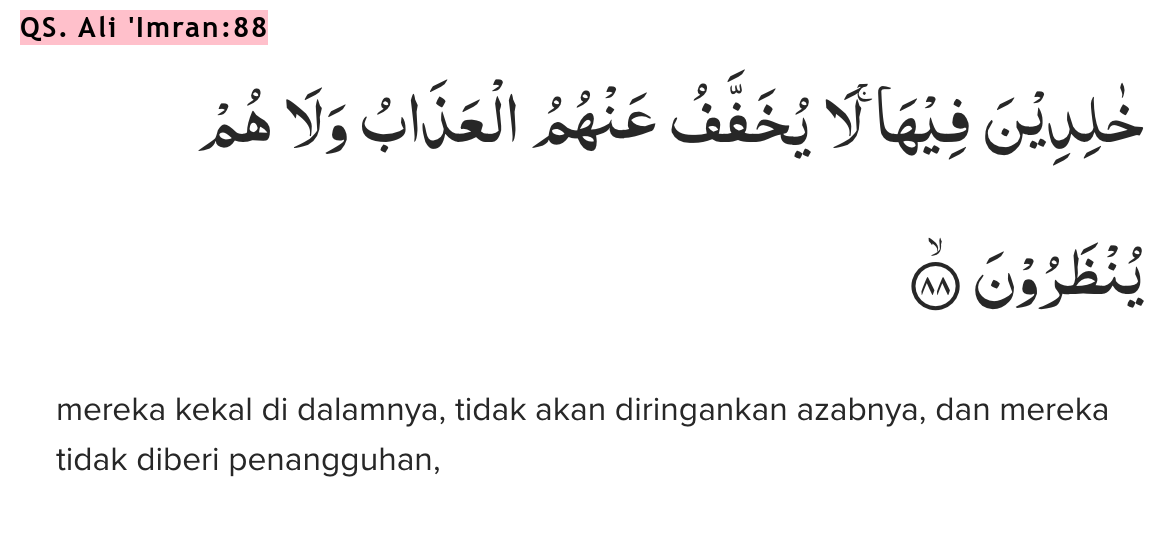 QS. Ali 'Imran:88
خٰلِدِيْنَ فِيْهَا ۚ لَا يُخَفَّفُ عَنْهُمُ الْعَذَابُ وَلَا هُمْ
يُنْظَرُوْنَ ۙ ٨٨
mereka kekal di dalamnya, tidak akan diringankan azabnya, dan mereka
tidak diberi penangguhan,